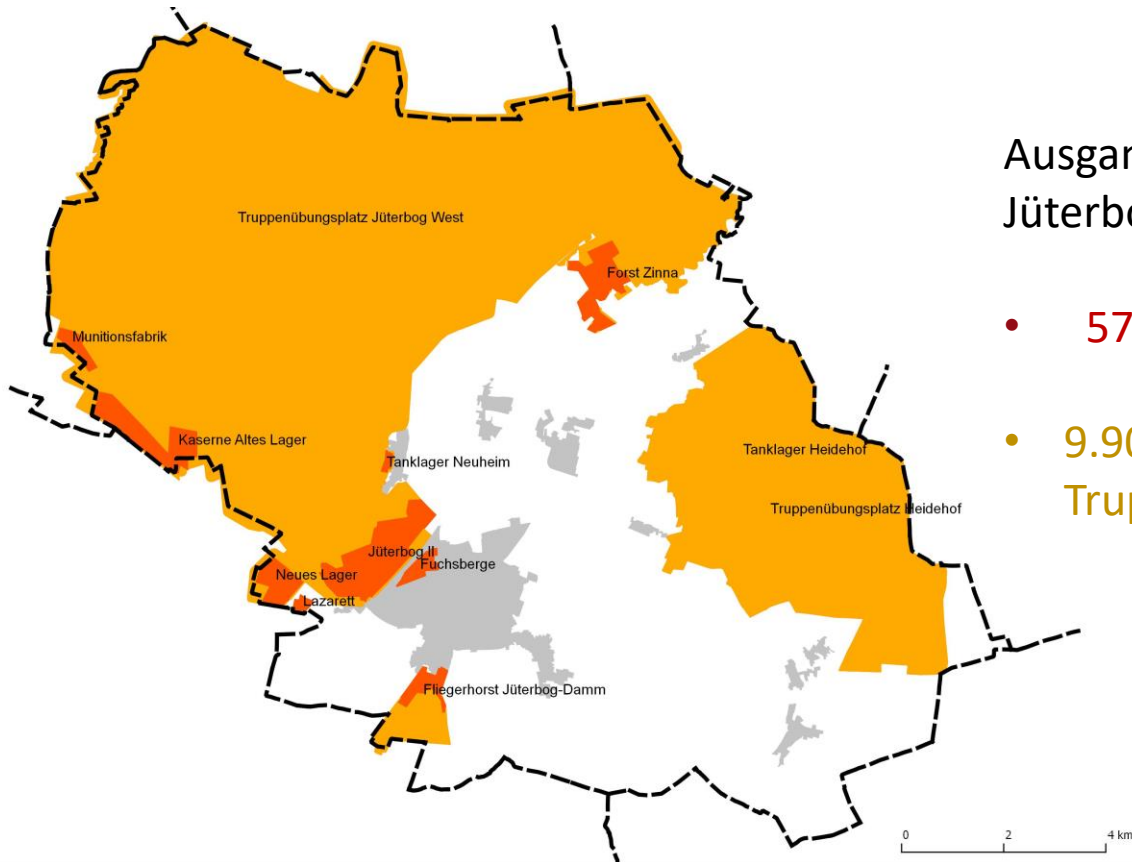 Truppenübungsplatz Jüterbog West
Forst Zinna
Munitionsfabrik
Kaserne Altes Lager
Tanklager Neuheim
Tanklager Heidehof
Truppenübungsplatz Heidehof
Jüterbog II
Fuchsberge
Neues Lager
Lazarett
Fliegerhorst Jüterbog-Damm
0 2 4 km
• 57